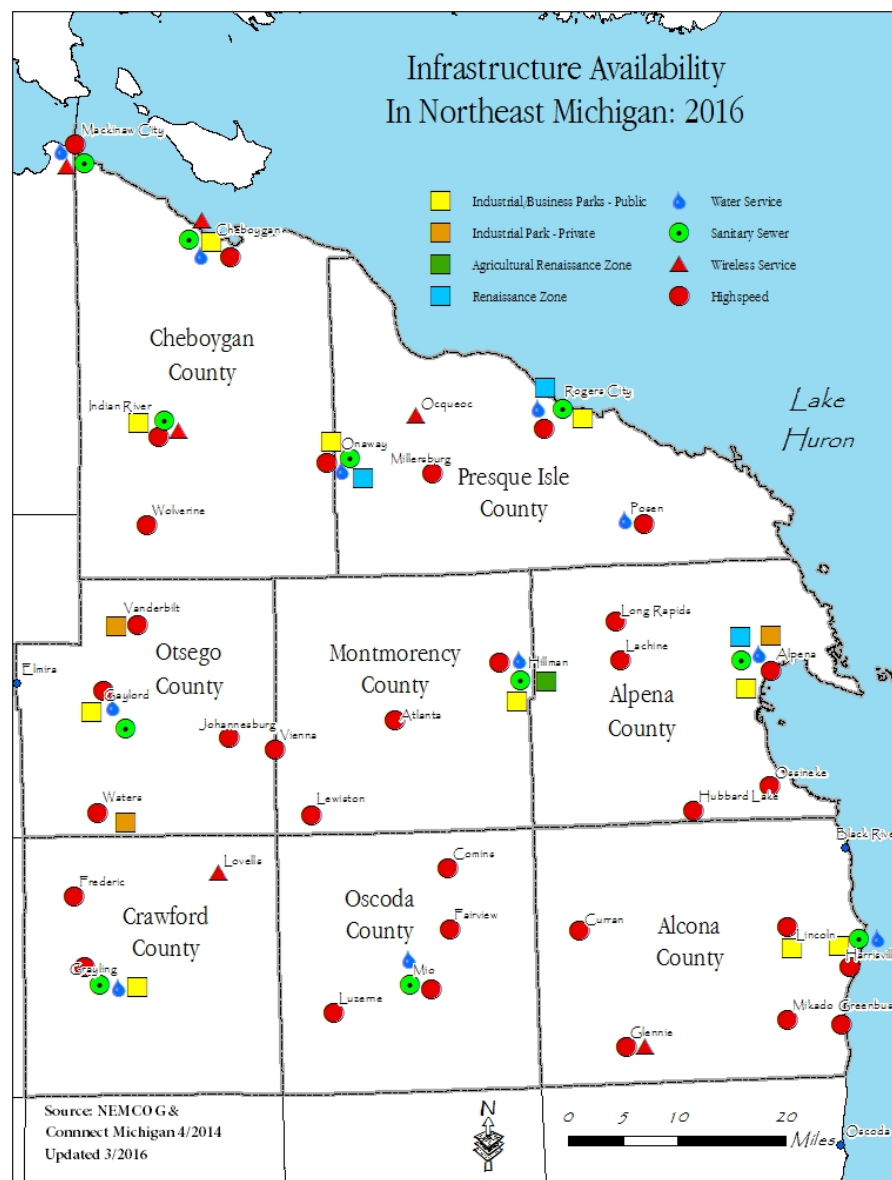 Infrastructure Availability
In Northeast Michigan: 2016
Mackinaw City
Industrial/Business Parks - Public
Water Service
Industrial Park - Private
Sanitary Sewer
Agricultural Renaissance Zone
Wireless Service
Renaissance Zone
Highspeed
Cheboygan
Cheboygan
County
Lake
Huron
Indian River
Ocqueoc
Rogers City
Onaway
Millersburg
Presque Isle
County
Wolverine
Posen
Vanderbilt
Long Rapids
Otsego
County
Montmorency
County
Hillman
Lachine
Alpena
Elmira
Gaylord
Alpena
County
Johannesburg
Vienna
Atlanta
Waters
Lewiston
Ossineke
Hubbard Lake
Black Rive
Lovells
Comins
Frederic
Crawford
County
Oscoda
County
Fairview
Curran
Alcona
County
Lincoln
Harrisvill
Grayling
Mio
Luzerne
Mikado
Greenbus
Glennie
Source: NEMCOG &
Connnect Michigan 4/2014
Updated 3/2016
N
0 5 10 20
Miles
Oscoda